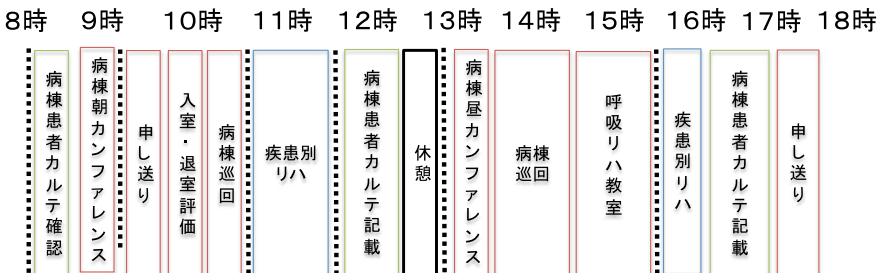 8時 9時 10時 11時 12時 13時 14時 15時 16時 17時 18時
病棟患者カルテ確認
病棟朝カンファレンス
申し送り
入室・退室評価
病棟巡回
疾患別
リハ
病棟患者カルテ記載
休憩
病棟昼カンファレンス
病棟
巡回
呼吸リハ教室
疾患別リハ
病棟患者カルテ記載
申し送り